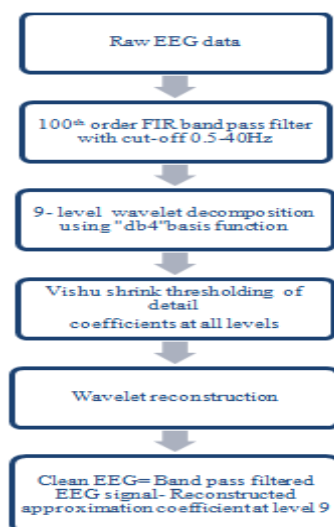 Raw EEG data
100th order FIR band pass filter
with cut-off 0.5-40Hz
9- level wavelet decomposition
using "db4"basis function
Vishu shrink thresholding of
detail
coefficients at all levels
Wavelet reconstruction
Clean EEG= Band pass filtered
EEG signal- Reconstructed
approximation coefficient at level 9